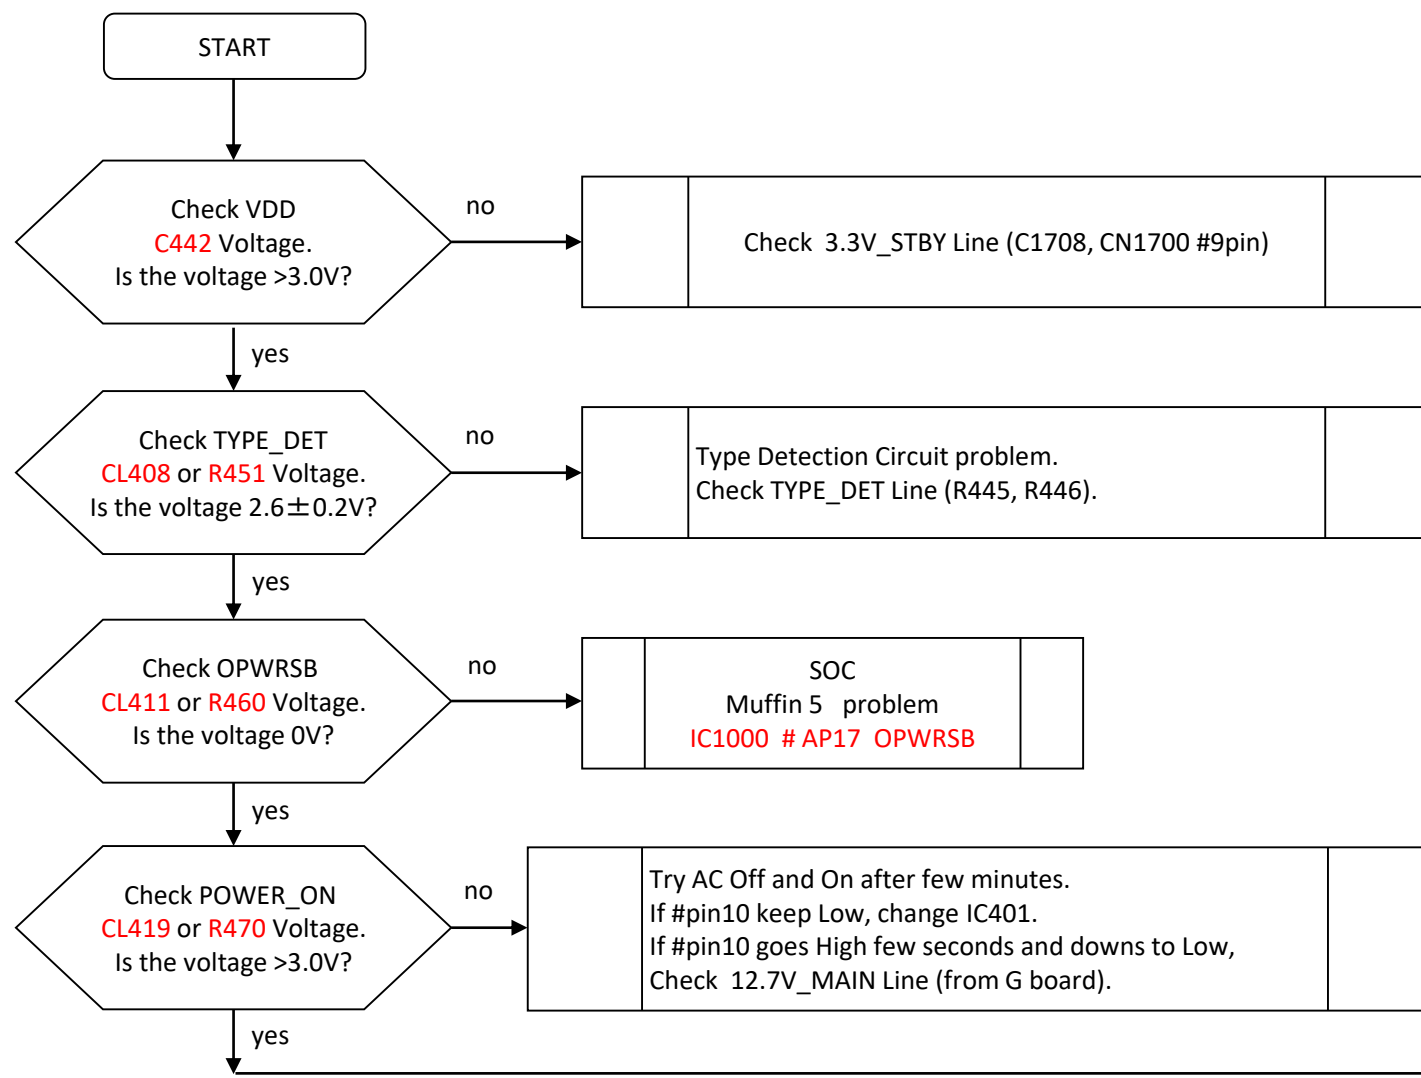 START
Check VDD
C442 Voltage.
Is the voltage >3.0V?
no
Check 3.3V_STBY Line (C1708, CN1700 #9pin)
yes
Check TYPE_DET
CL408 or R451 Voltage.
Is the voltage 2.6±0.2V?
no
Type Detection Circuit problem.
Check TYPE_DET Line (R445, R446).
yes
Check OPWRSB
CL411 or R460 Voltage.
Is the voltage 0V?
no
SOC
Muffin 5 problem
IC1000 # AP17 OPWRSB
yes
Check POWER_ON
CL419 or R470 Voltage.
Is the voltage >3.0V?
no
Try AC Off and On after few minutes.
If #pin10 keep Low, change IC401.
If #pin10 goes High few seconds and downs to Low,
Check 12.7V_MAIN Line (from G board).
yes